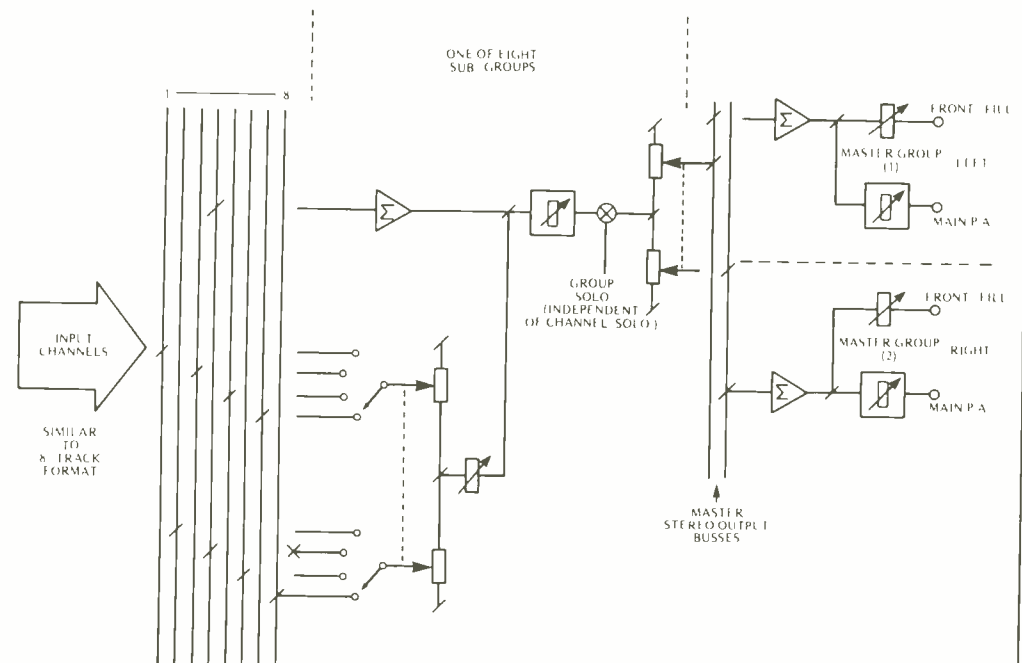 ONE OF EIGHT
SUB GROUPS
1 8
FRONT FILL
MASTER GROUP
(1)
LEFT
MAIN P A
GROUP
SOLO
(INDEPENDENT
OF CHANNEL SOLO)
INPUT
CHANNELS
FRONT FILL
MASTER GROUP
(2)
RIGHT
MAIN P A
SIMILAR
TO
8 TRACK
FORMAT
MASTER
STEREO OUTPUT
BUSSES
Σ
Σ
Σ